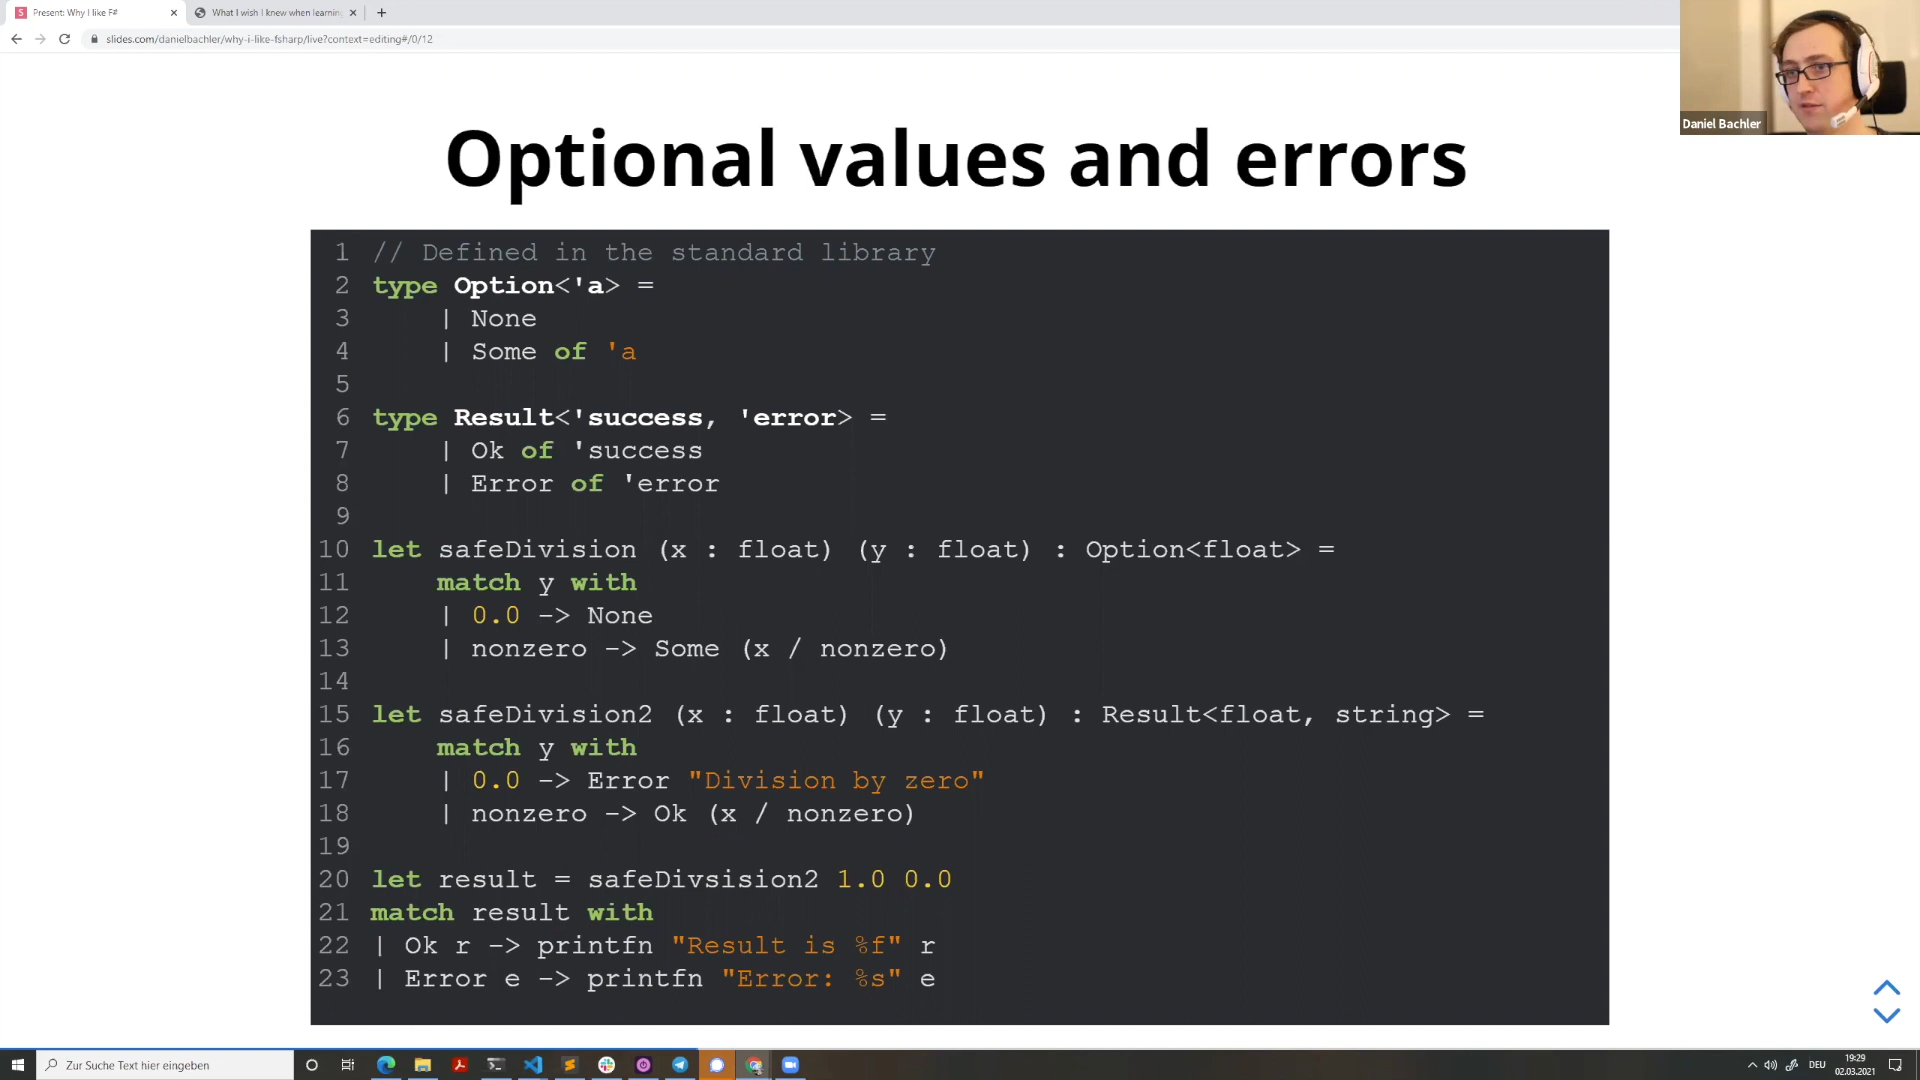 Present: Why I like F#
What I wish I knew when learning
slides.com/danielbachler/why-i-like-fsharp/live?context=editing#/0/12
Daniel Bachler
Optional values and errors
1 // Defined in the standard library
2 type Option<'a> =
3 | None
4 | Some of 'a
5
6 type Result<'success, 'error> =
7 | Ok of 'success
8 | Error of 'error
9
10 let safeDivision (x : float) (y : float) : Option<float> =
11 match y with
12 | 0.0 -> None
13 | nonzero -> Some (x / nonzero)
14
15 let safeDivision2 (x : float) (y : float) : Result<float, string> =
16 match y with
17 | 0.0 -> Error "Division by zero"
18 | nonzero -> Ok (x / nonzero)
19
20 let result = safeDivsision2 1.0 0.0
21 match result with
22 | Ok r -> printfn "Result is %f" r
23 | Error e -> printfn "Error: %s" e
Zur Suche Text hier eingeben
DEU
19:29
02.03.2021